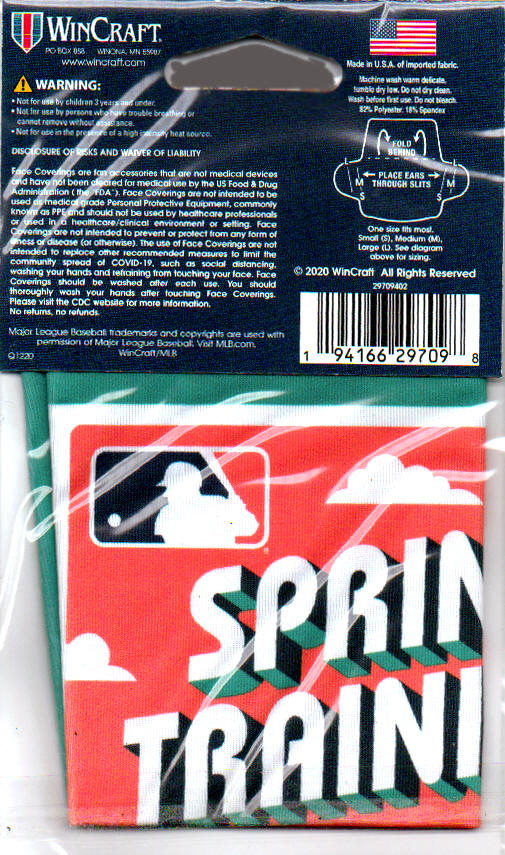 WINCRAFT.
PO BOX 888 WINONA, MN 55987
www.wincraft.com
WARNING:
• Not for use by children 3 years and under.
• Not for use by persons who have trouble breathing or
cannot remove without assistance.
• Not for use in the presence of a high intensity heat source.
DISCLOSURE OF RISKS AND WAIVER OF LIABILITY
Face Coverings are fan accessories that are not medical devices
and have not been cleared for medical use by the US Food & Drug
Administration (the "FDA"). Face Coverings are not intended to be
used as medical grade Personal Protective Equipment, commonly
known as PPE and should not be used by healthcare professionals
or used in a healthcare/clinical environment or setting. Face
Coverings are not intended to prevent or protect from any form of
illness or disease (or otherwise). The use of Face Coverings are not
intended to replace other recommended measures to limit the
community spread of COVID-19, such as social distancing,
washing your hands and refraining from touching your face. Face
Coverings should be washed after each use. You should
thoroughly wash your hands after touching Face Coverings.
Please visit the CDC website for more information.
No returns, no refunds.
Major League Baseball trademarks and copyrights are used with
permission of Major League Baseball. Visit MLB.com.
Q1220
WinCraft/MLB
Made in U.S.A. of imported fabric.
Machine wash warm delicate,
tumble dry low. Do not dry clean.
Wash before first use. Do not bleach.
82% Polyester, 18% Spandex
FOLD
BEHIND
L
M
S
PLACE EARS
THROUGH SLITS
L
M
S
One size fits most.
Small (S), Medium (M),
Large (L). See diagram
above for sizing.
© 2020 WinCraft All Rights Reserved
29709402
1 94166 29709 8
®
SPRIN
TRAINI